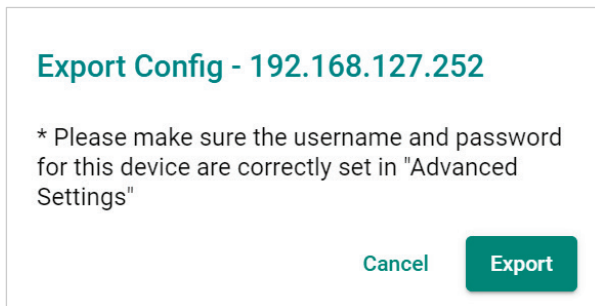 Export Config - 192.168.127.252
* Please make sure the username and password
for this device are correctly set in "Advanced
Settings"
Cancel
Export